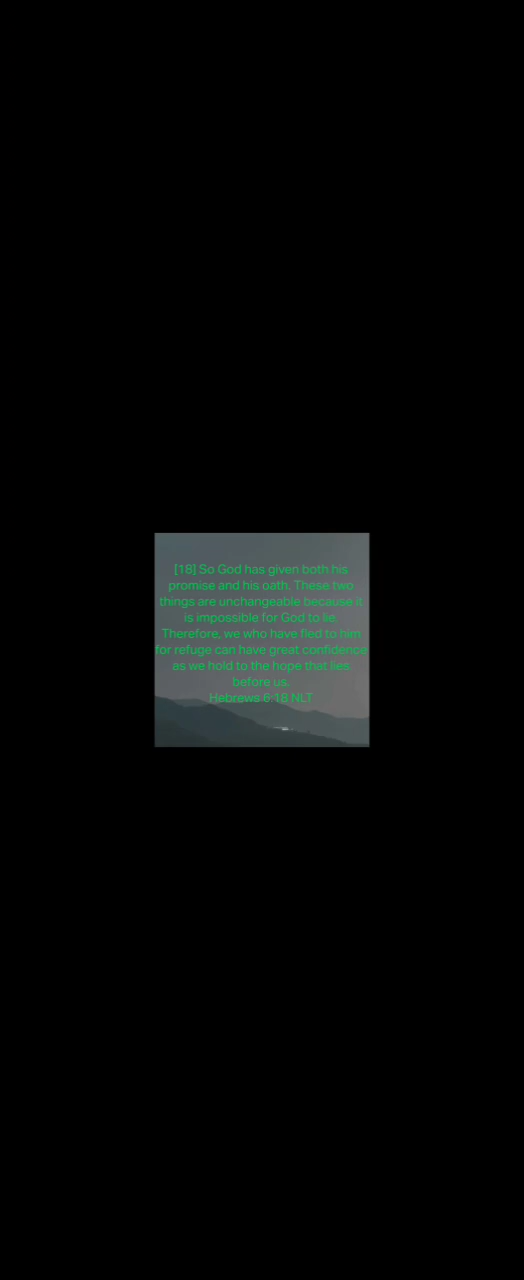 [18] So God has given both his
promise and his oath. These two
things are unchangeable because it
is impossible for God to lie.
Therefore, we who have fled to him
for refuge can have great confidence
as we hold to the hope that lies
before us.
Hebrews 6:18 NLT